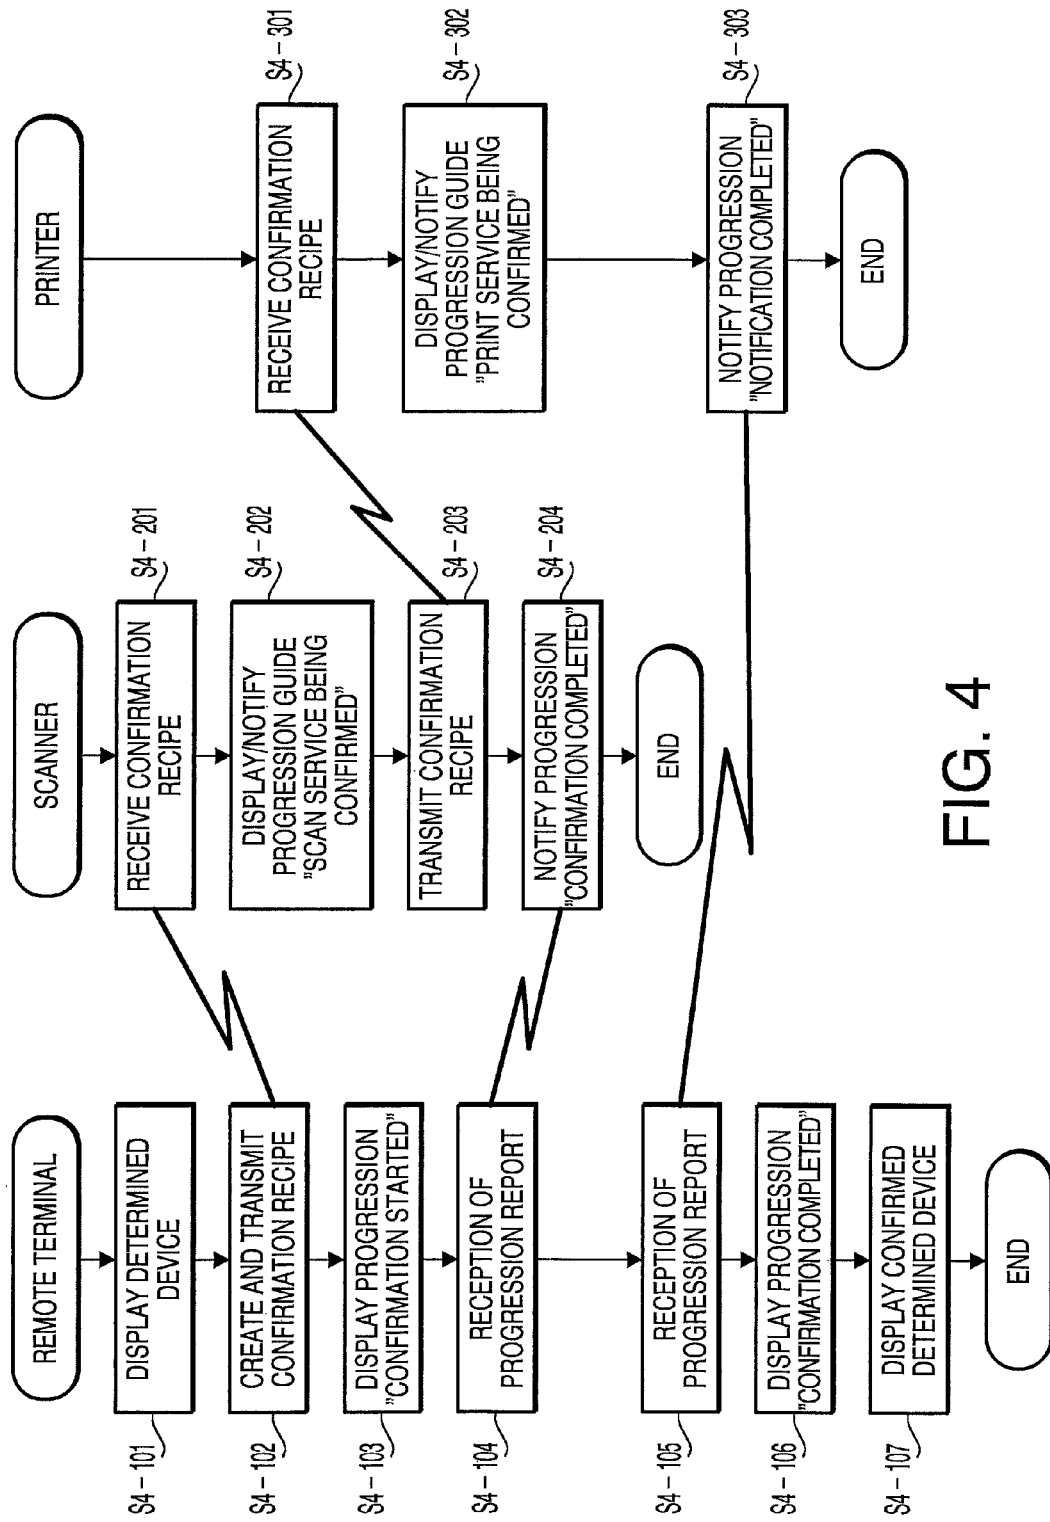 REMOTE TERMINAL
S4-101
DISPLAY DETERMINED
DEVICE
S4-102
CREATE AND TRANSMIT
CONFIRMATION RECIPE
S4-103
DISPLAY PROGRESSION
"CONFIRMATION STARTED"
S4-104
RECEPTION OF
PROGRESSION REPORT
S4-105
RECEPTION OF
PROGRESSION REPORT
S4-106
DISPLAY PROGRESSION
"CONFIRMATION COMPLETED"
S4-107
DISPLAY CONFIRMED
DETERMINED DEVICE
END
SCANNER
S4-201
RECEIVE CONFIRMATION
RECIPE
S4-202
DISPLAY/NOTIFY
PROGRESSION GUIDE
"SCAN SERVICE BEING
CONFIRMED"
S4-203
TRANSMIT CONFIRMATION
RECIPE
S4-204
NOTIFY PROGRESSION
"CONFIRMATION COMPLETED"
END
PRINTER
S4-301
RECEIVE CONFIRMATION
RECIPE
S4-302
DISPLAY/NOTIFY
PROGRESSION GUIDE
"PRINT SERVICE BEING
CONFIRMED"
S4-303
NOTIFY PROGRESSION
"NOTIFICATION COMPLETED"
END
FIG. 4